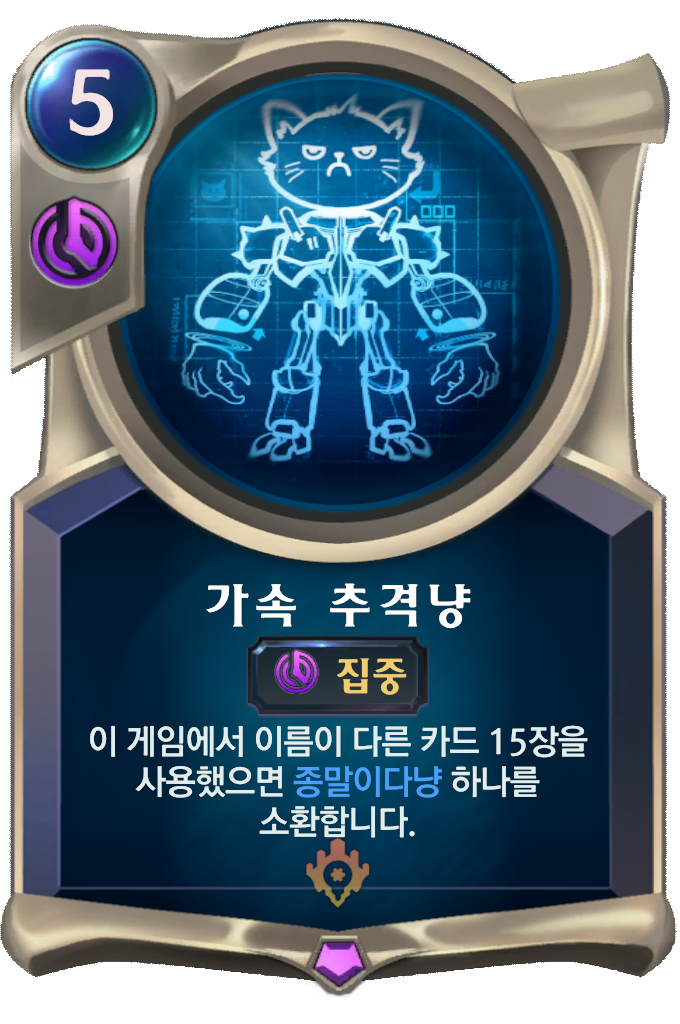 5
가속 추격냥
집중
이 게임에서 이름이 다른 카드 15장을
사용했으면 종말이다냥 하나를
소환합니다.